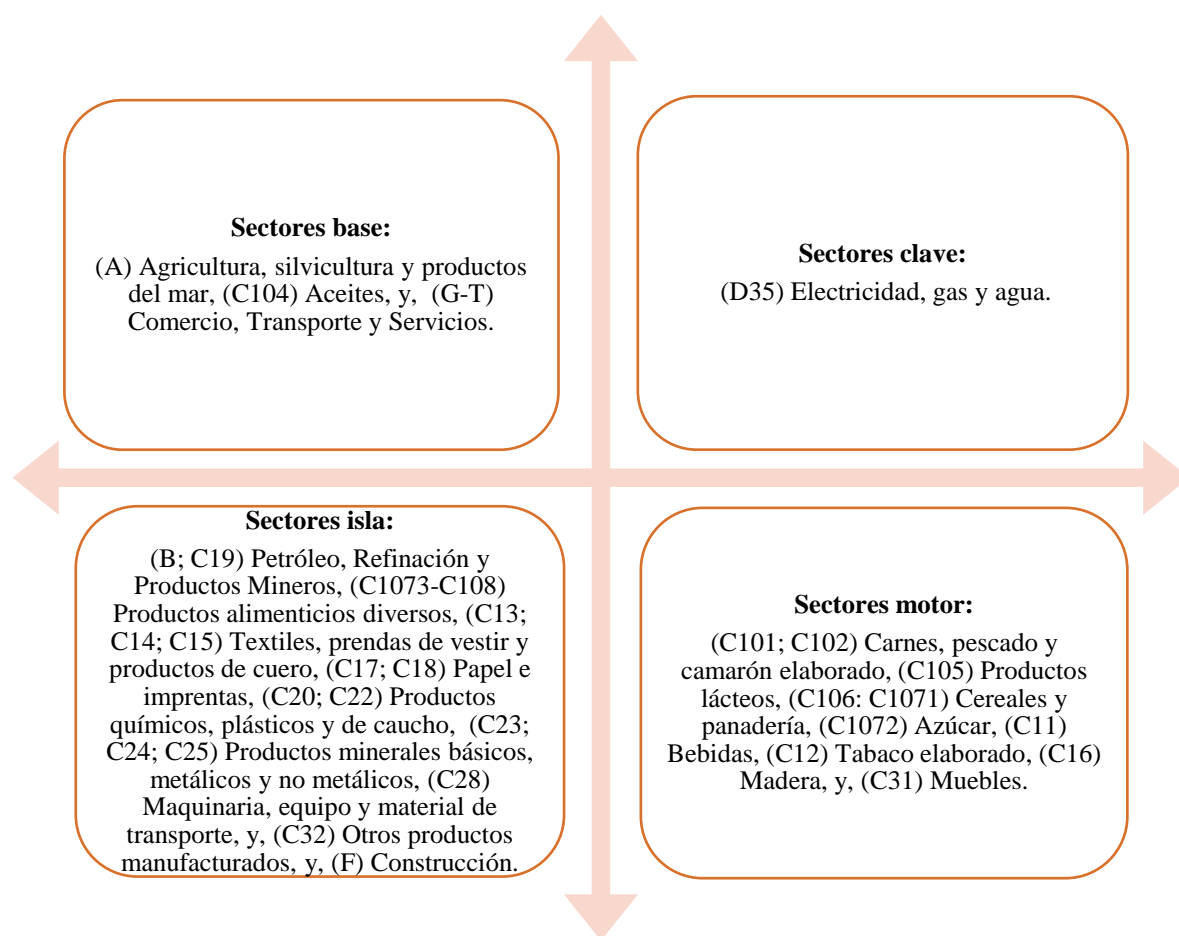 Sectores base:
(A) Agricultura, silvicultura y productos
del mar, (C104) Aceites, y, (G-T)
Comercio, Transporte y Servicios.
Sectores clave:
(D35) Electricidad, gas y agua.
Sectores isla:
(B; C19) Petróleo, Refinación y
Productos Mineros, (C1073-C108)
Productos alimenticios diversos, (C13;
C14; C15) Textiles, prendas de vestir y
productos de cuero, (C17; C18) Papel e
imprentas, (C20; C22) Productos
químicos, plásticos y de caucho, (C23;
C24; C25) Productos minerales básicos,
metálicos y no metálicos, (C28)
Maquinaria, equipo y material de
transporte, y, (C32) Otros productos
manufacturados, y, (F) Construcción.
Sectores motor:
(C101; C102) Carnes, pescado y
camarón elaborado, (C105) Productos
lácteos, (C106: C1071) Cereales y
panadería, (C1072) Azúcar, (C11)
Bebidas, (C12) Tabaco elaborado, (C16)
Madera, y, (C31) Muebles.